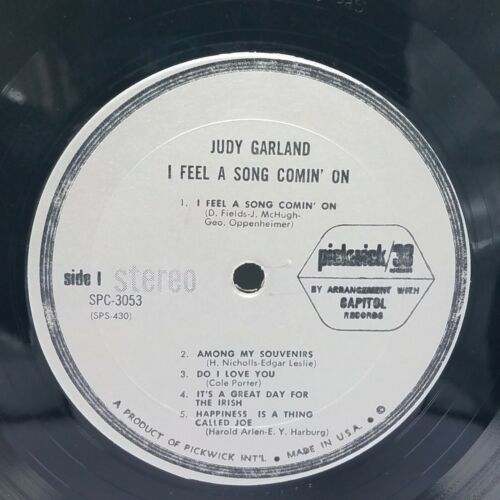 JUDY GARLAND
I FEEL A SONG COMIN' ON
1. I FEEL A SONG COMIN' ON
(D. Fields-J. McHugh-
Geo. Oppenheimer)
side I stereo
SPC-3053
(SPS-430)
pickwick/33
BY ARRANGEMENT WITH
CAPITOL
RECORDS
2. AMONG MY SOUVENIRS
(H. Nicholls-Edgar Leslie)
3. DO I LOVE YOU
(Cole Porter)
4. IT'S A GREAT DAY FOR
THE IRISH
5. HAPPINESS IS A THING
CALLED JOE
(Harold Arlen-E. Y. Harburg)
A PRODUCT OF PICKWICK INT'L. • MADE IN U.S.A. • ©